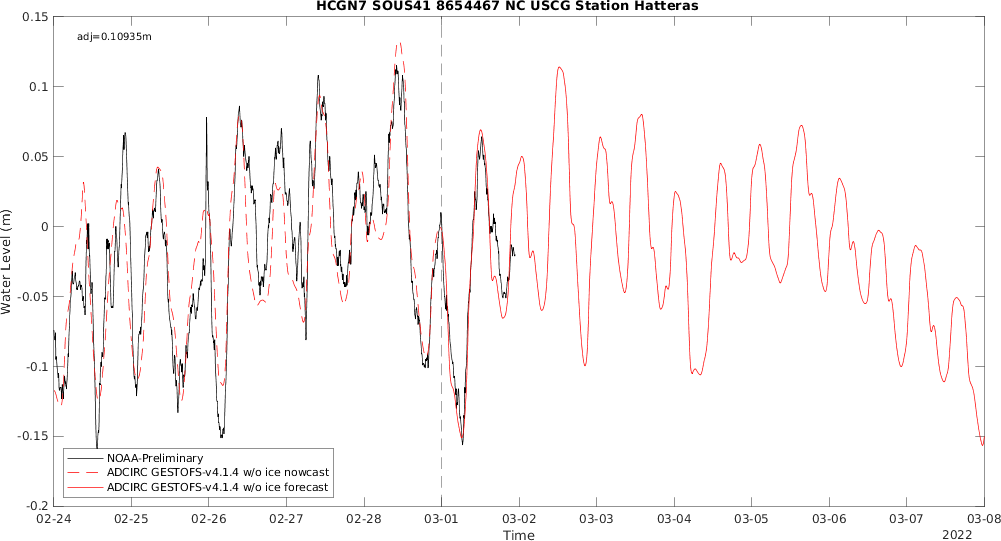 HCGN7 SOUS41 8654467 NC USCG Station Hatteras
0.15
adj=0.10935m
0.1
0.05
0
-0.05
-0.1
-0.15
-0.2
Water Level (m)
NOAA-Preliminary
ADCIRC GESTOFS-v4.1.4 w/o ice nowcast
ADCIRC GESTOFS-v4.1.4 w/o ice forecast
02-24 02-25 02-26 02-27 02-28 03-01 03-02 03-03 03-04 03-05 03-06 03-07 03-08
Time
2022